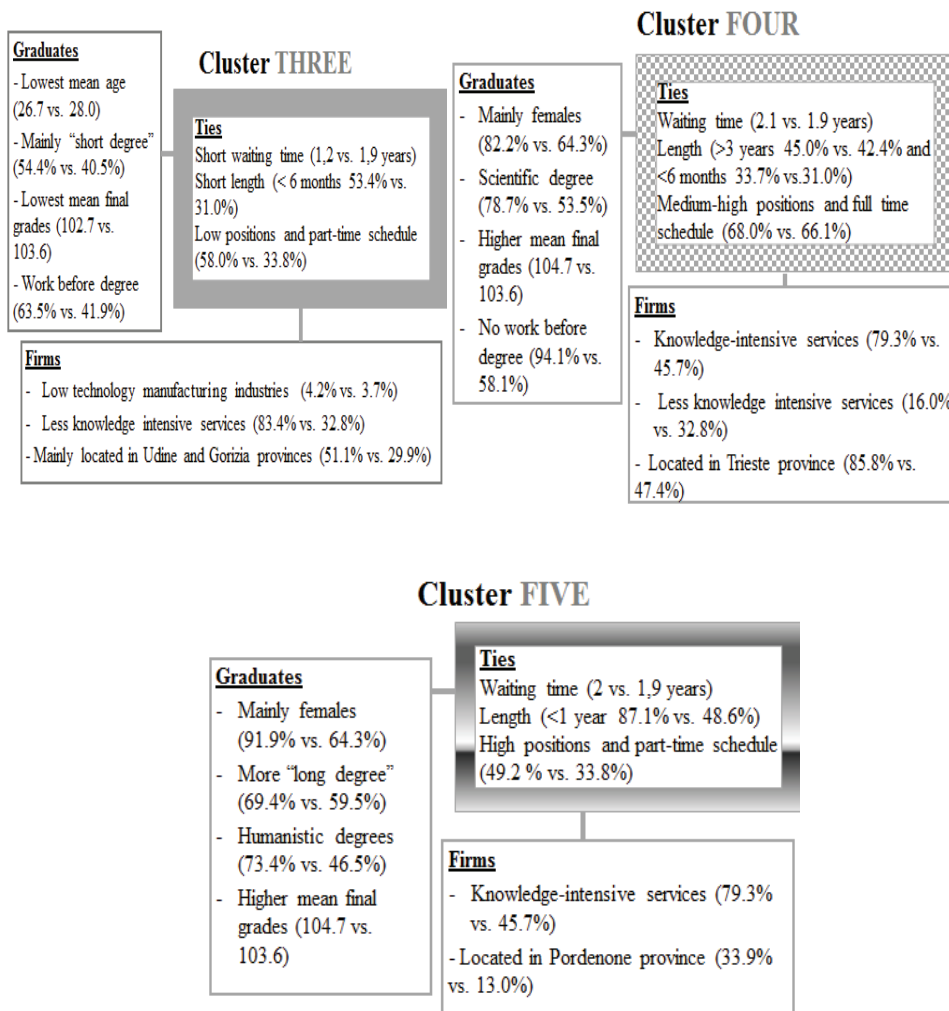 Cluster THREE
Graduates
- Lowest mean age
(26.7 vs. 28.0)
- Mainly “short degree”
(54.4% vs. 40.5%)
- Lowest mean final
grades (102.7 vs.
103.6)
- Work before degree
(63.5% vs. 41.9%)
Ties
Short waiting time (1,2 vs. 1,9 years)
Short length (< 6 months 53.4% vs.
31.0%)
Low positions and part-time schedule
(58.0% vs. 33.8%)
Firms
- Low technology manufacturing industries (4.2% vs. 3.7%)
- Less knowledge intensive services (83.4% vs. 32.8%)
- Mainly located in Udine and Gorizia provinces (51.1% vs. 29.9%)
Cluster FOUR
Graduates
- Mainly females
(82.2% vs. 64.3%)
- Scientific degree
(78.7% vs. 53.5%)
- Higher mean final
grades (104.7 vs.
103.6)
- No work before
degree (94.1% vs.
58.1%)
Ties
Waiting time (2.1 vs. 1.9 years)
Length (>3 years 45.0% vs. 42.4% and
<6 months 33.7% vs.31.0%)
Medium-high positions and full time
schedule (68.0% vs. 66.1%)
Firms
- Knowledge-intensive services (79.3% vs.
45.7%)
- Less knowledge intensive services (16.0%
vs. 32.8%)
- Located in Trieste province (85.8% vs.
47.4%)
Cluster FIVE
Graduates
- Mainly females
(91.9% vs. 64.3%)
- More “long degree”
(69.4% vs. 59.5%)
- Humanistic degrees
(73.4% vs. 46.5%)
- Higher mean final
grades (104.7 vs.
103.6)
Ties
Waiting time (2 vs. 1,9 years)
Length (<1 year 87.1% vs. 48.6%)
High positions and part-time schedule
(49.2 % vs. 33.8%)
Firms
- Knowledge-intensive services (79.3%
vs. 45.7%)
- Located in Pordenone province (33.9%
vs. 13.0%)